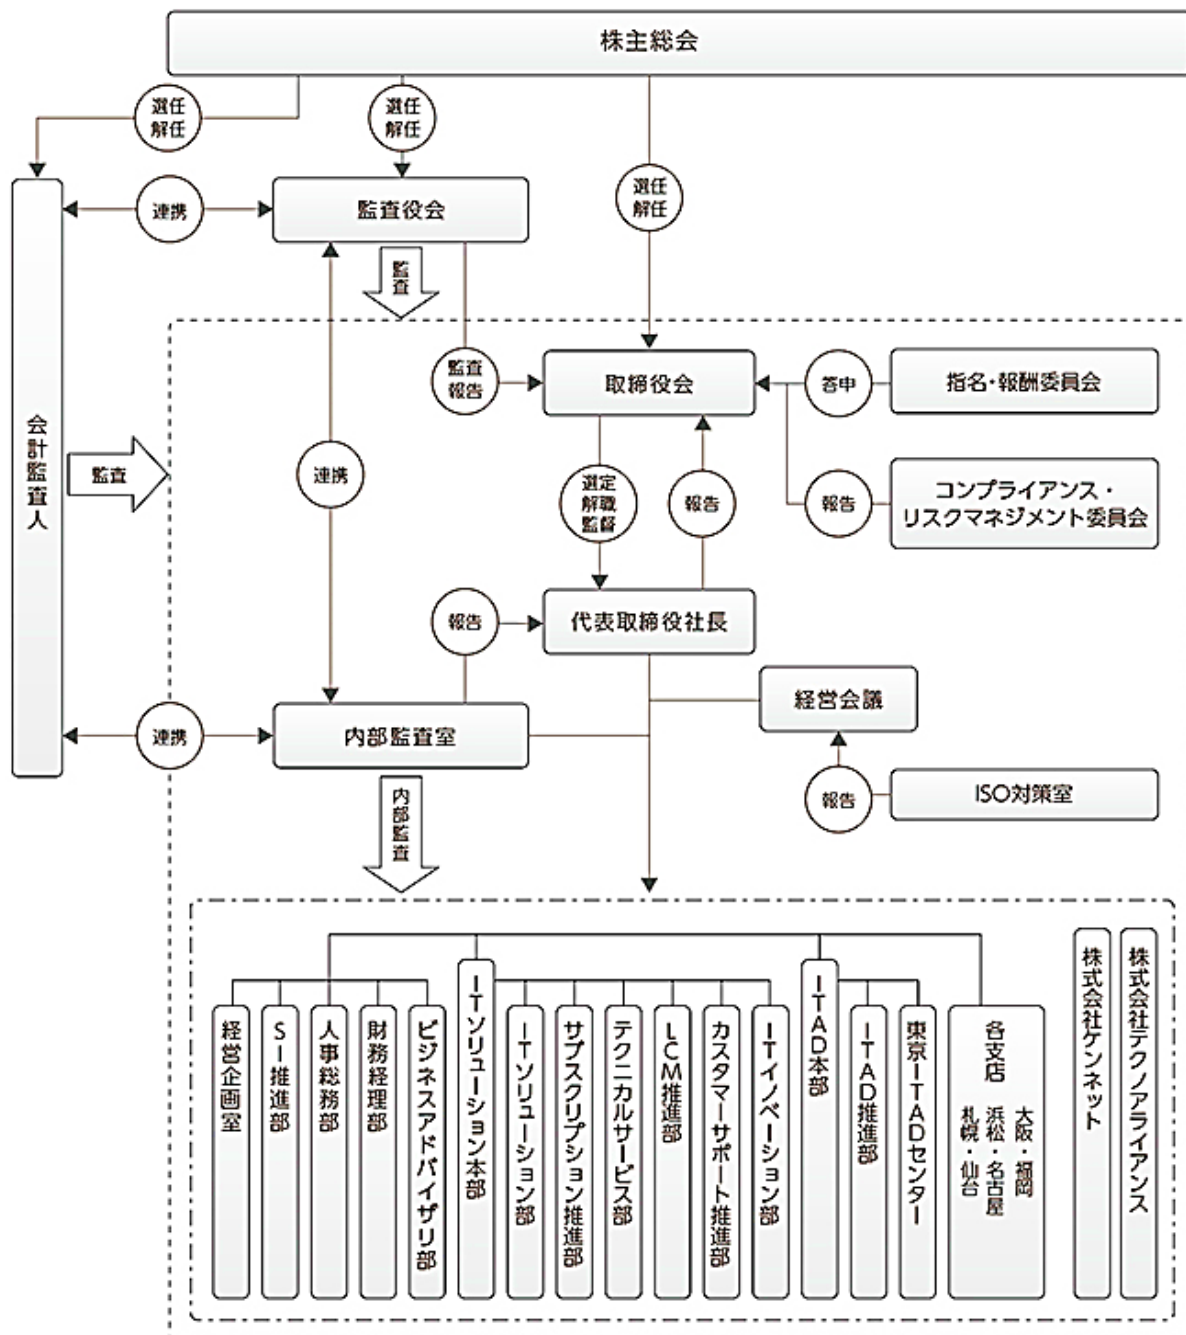 株主総会
選任
解任
選任
解任
選任
解任
連携
監査役会
監査
会計監査人
監査
監査
報告
取締役会
答申
指名・報酬委員会
連携
選定
解職
監督
報告
報告
コンプライアンス・
リスクマネジメント委員会
報告
代表取締役社長
経営会議
連携
内部監査室
報告
ISO対策室
内部監査
経営企画室
SI推進部
人事総務部
財務経理部
ビジネスアドバイザリ部
ITソリューション本部
ITソリューション部
サブスクリプション推進部
テクニカルサービス部
LCM推進部
カスタマーサポート推進部
ITイノベーション部
ITAD本部
ITAD推進部
東京ITADセンター
各支店
札幌・仙台
浜松・名古屋
大阪・福岡
株式会社ケンネット
株式会社テクノアライアンス